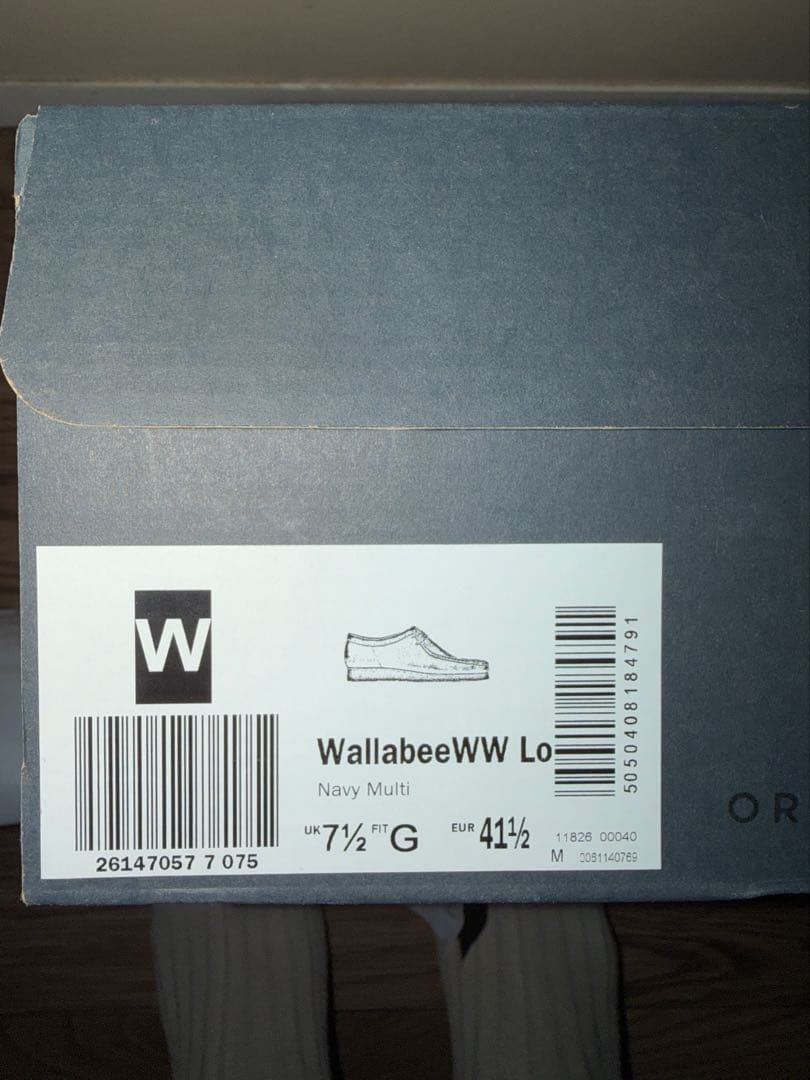 W
26147057 7 075
WallabeeWW Lo
Navy Multi
UK 7½ FIT G EUR 41½
5050408184791
11826 00040
M 0051140769
OR